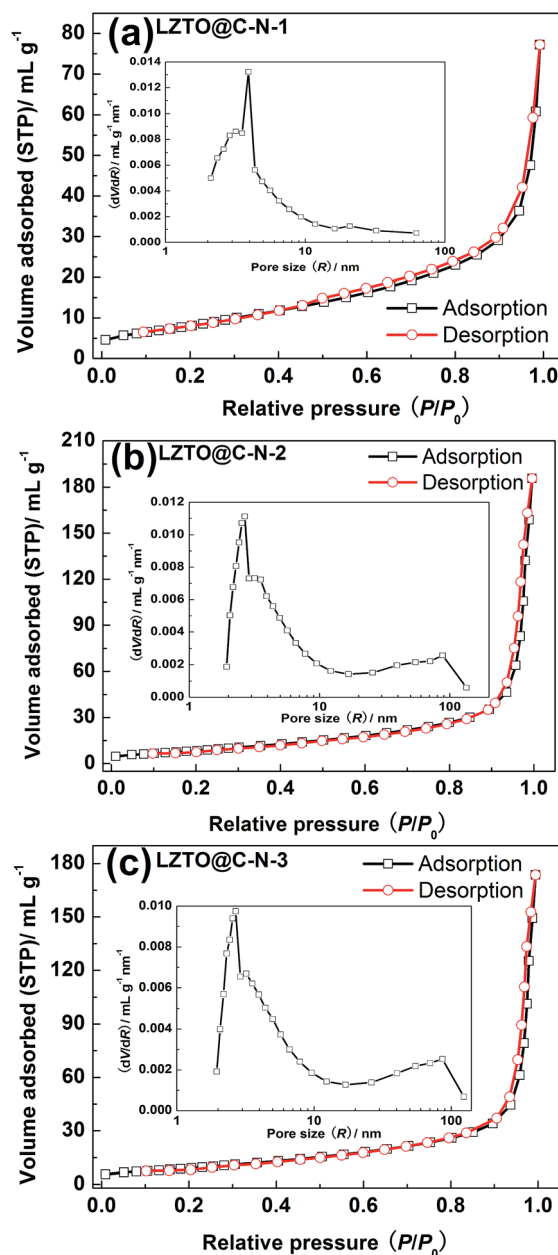 (a) LZTO@C-N-1
Volume adsorbed (STP)/ mL g⁻¹
80
70
60
50
40
30
20
10
0
(dV/dR)/ mL g⁻¹ nm⁻¹
0.014
0.012
0.010
0.008
0.006
0.004
0.002
0.000
1 10 100
Pore size (R)/ nm
Adsorption
Desorption
0.0 0.2 0.4 0.6 0.8 1.0
Relative pressure (P/P₀)
(b) LZTO@C-N-2
Volume adsorbed (STP)/ mL g⁻¹
210
180
150
120
90
60
30
0
Adsorption
Desorption
(dV/dR)/ mL g⁻¹ nm⁻¹
0.012
0.010
0.008
0.006
0.004
0.002
0.000
1 10 100
Pore size (R)/ nm
0.0 0.2 0.4 0.6 0.8 1.0
Relative pressure (P/P₀)
(c) LZTO@C-N-3
Volume adsorbed (STP)/ mL g⁻¹
180
150
120
90
60
30
0
Adsorption
Desorption
(dV/dR)/ mL g⁻¹ nm⁻¹
0.010
0.008
0.006
0.004
0.002
0.000
1 10 100
Pore size (R)/ nm
0.0 0.2 0.4 0.6 0.8 1.0
Relative pressure (P/P₀)